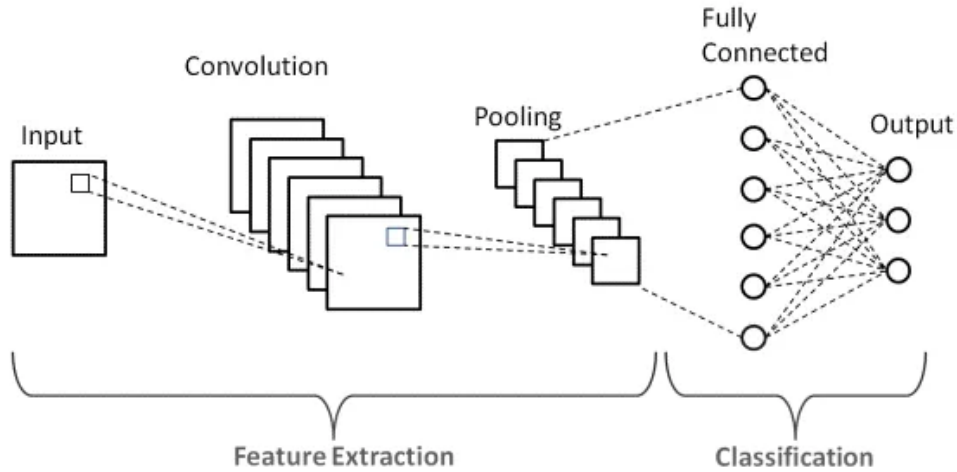 Fully
Connected
Convolution
Pooling
Output
Input
Feature Extraction
Classification